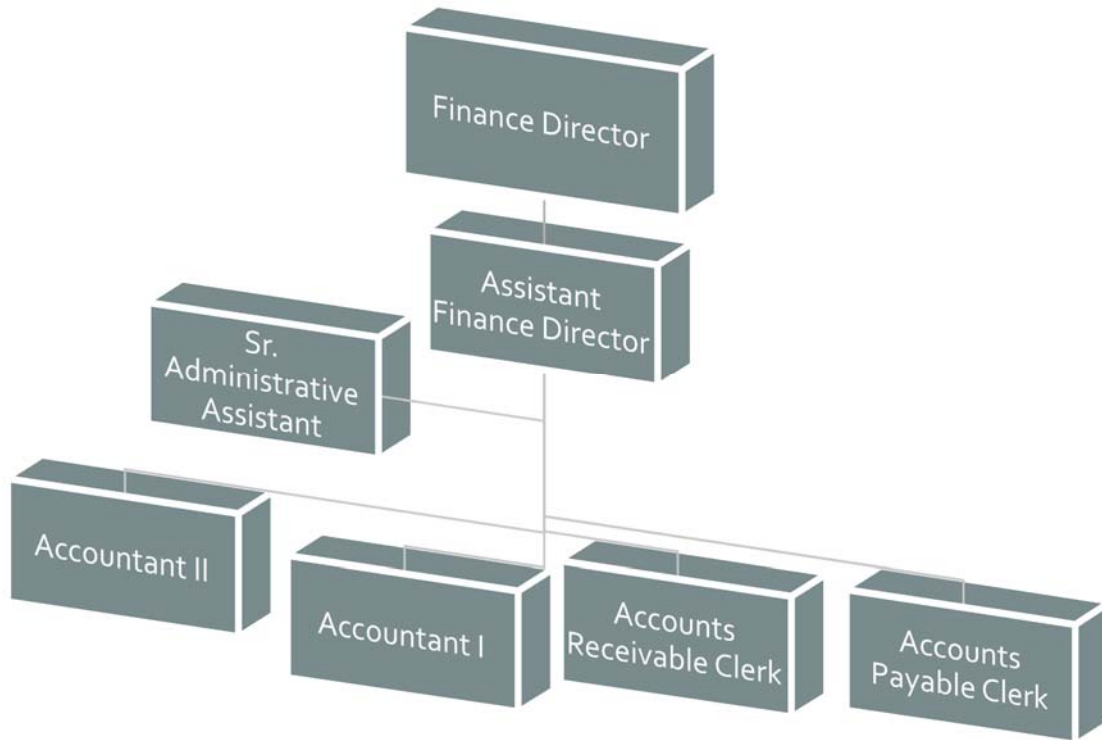 Finance Director
Assistant
Finance Director
Sr.
Administrative
Assistant
Accountant II
Accountant I
Accounts
Receivable Clerk
Accounts
Payable Clerk